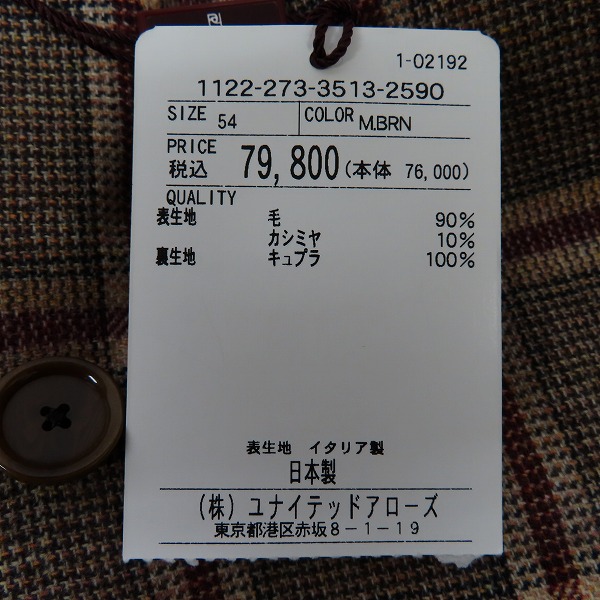 1-02192
1122-273-3513-2590
SIZE 54 COLOR M.BRN
PRICE
税込 79,800(本体 76,000)
QUALITY
表生地 毛 90%
カシミヤ 10%
裏生地 キュプラ 100%
表生地 イタリア製
日本製
(株) ユナイテッドアローズ
東京都港区赤坂8-1-19